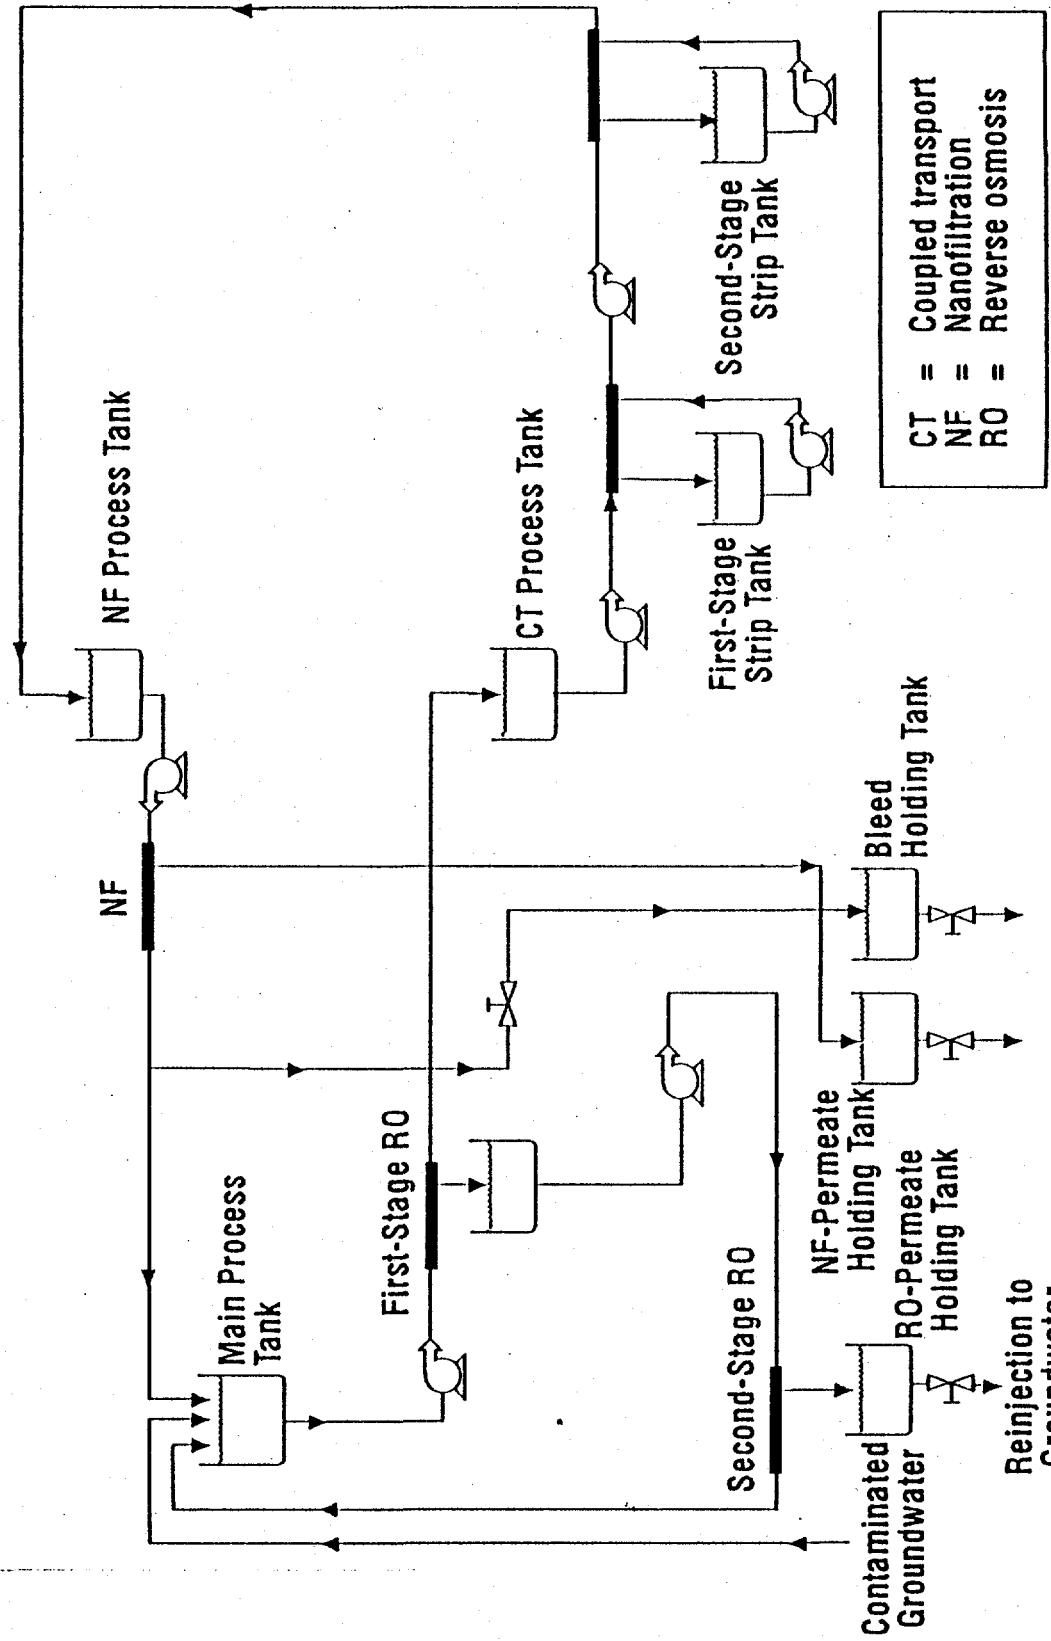 NF Process Tank
NF
Main Process
Tank
First-Stage RO
CT Process Tank
Second-Stage
Strip Tank
First-Stage
Strip Tank
Second-Stage RO
NF-Permeate
Holding Tank
Bleed
Holding Tank
RO-Permeate
Holding Tank
Contaminated
Groundwater
Reinjection to
Groundwater
CT = Coupled transport
NF = Nanofiltration
RO = Reverse osmosis